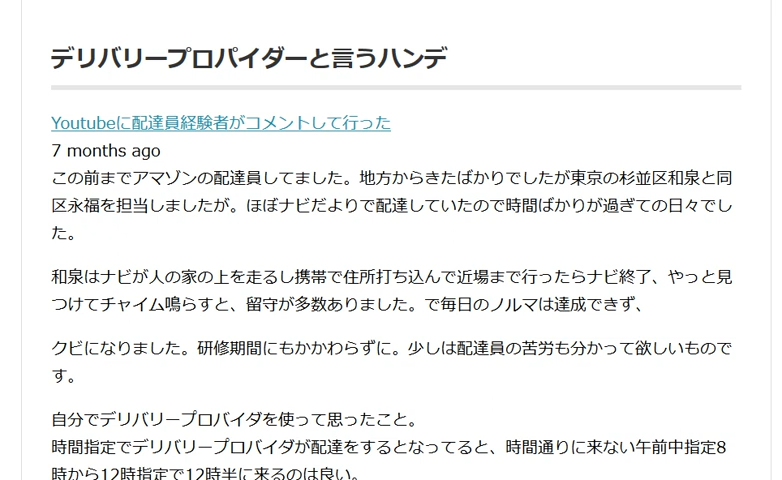 デリバリープロパイダーと言うハンデ
Youtubeに配達員経験者がコメントして行った
7 months ago
この前までアマゾンの配達員してました。地方からきたばかりでしたが東京の杉並区和泉と同
区永福を担当しましたが。ほぼナビだよりで配達していたので時間ばかりが過ぎての日々でし
た。
和泉はナビが人の家の上を走るし携帯で住所打ち込んで近場まで行ったらナビ終了、やっと見
つけてチャイム鳴らすと、留守が多数ありました。で毎日のノルマは達成できず、
クビになりました。研修期間にもかかわらずに。少しは配達員の苦労も分かって欲しいもので
す。
自分でデリバリープロバイダを使って思ったこと。
時間指定でデリバリープロバイダが配達をするとなってると、時間通りに来ない午前中指定8
時から12時指定で12時半に来るのは良い。